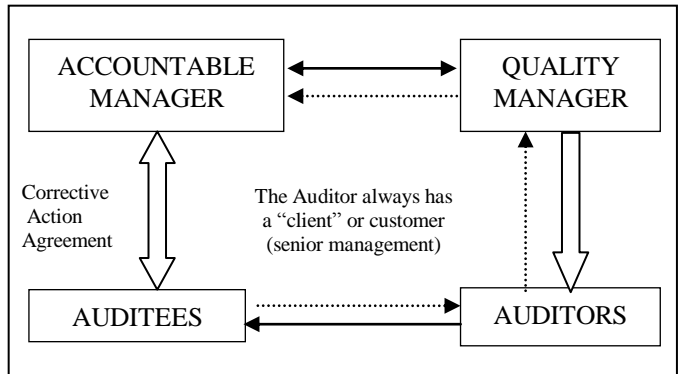 ACCOUNTABLE
MANAGER
QUALITY
MANAGER
Corrective
Action
Agreement
The Auditor always has
a “client” or customer
(senior management)
AUDITEES
AUDITORS